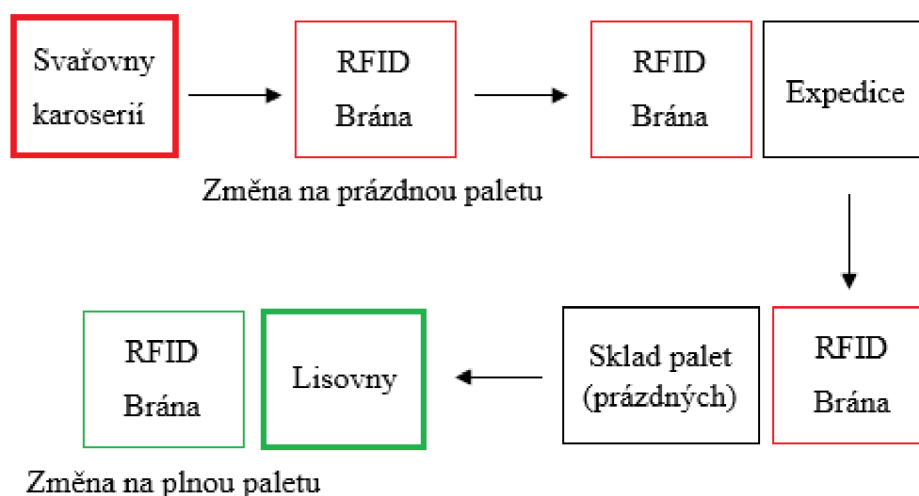 Svařovny
karoserií
RFID
Brána
RFID
Brána
Expedice
Změna na prázdnou paletu
RFID
Brána
Lisovny
Sklad palet
(prázdných)
RFID
Brána
Změna na plnou paletu